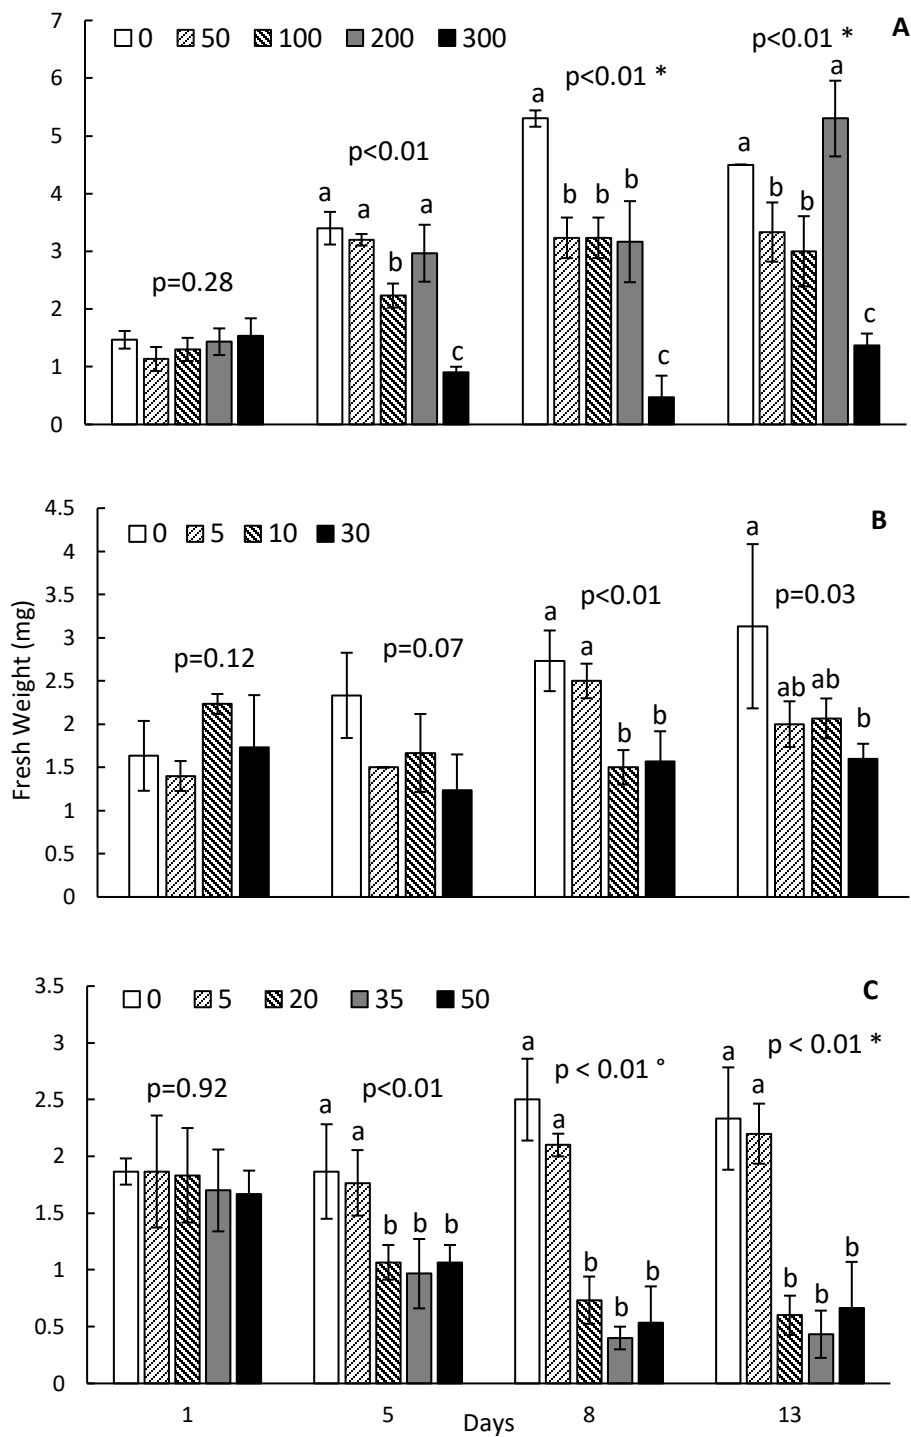 7
6
5
4
3
2
1
0
0 50 100 200 300
A
p=0.28
p<0.01
a a b a c
p<0.01 *
a b b b c
p<0.01 *
a b b a c
Fresh Weight (mg)
4.5
4
3.5
3
2.5
2
1.5
1
0.5
0
0 5 10 30
B
p=0.12
p=0.07
p<0.01
a a b b
p=0.03
a ab ab b
3.5
3
2.5
2
1.5
1
0.5
0
0 5 20 35 50
C
p=0.92
p<0.01
a a b b b
p < 0.01 °
a a b b b
p < 0.01 *
a a b b b
1 5 8 13
Days